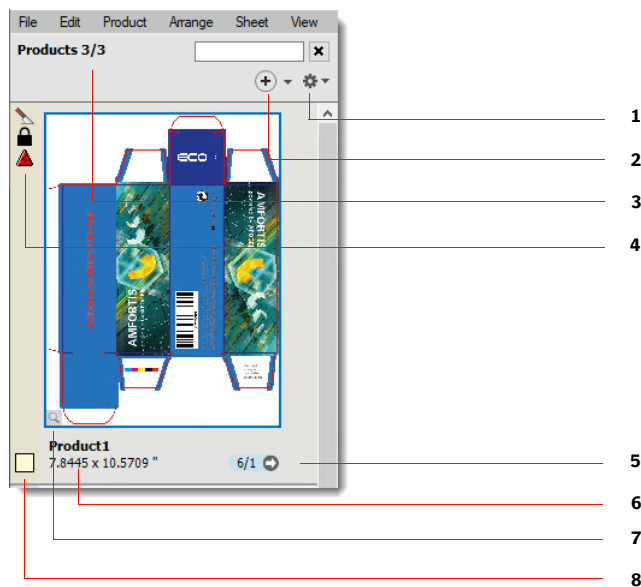 File Edit Product Arrange Sheet View
Products 3/3
1
2
3
4
ECO
AMFORTIS
AMFORTIS
Product1
7.8445 x 10.5709 "
6/1
5
6
7
8